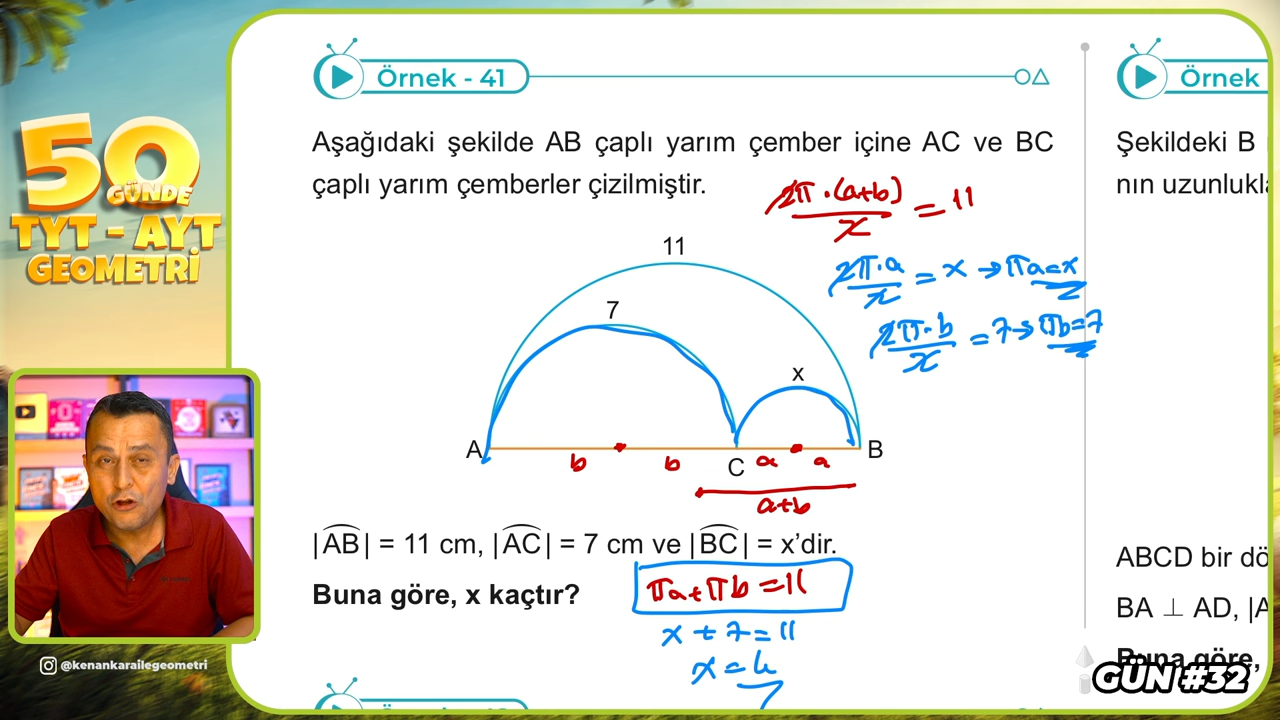 50
GÜNDE
TYT - AYT
GEOMETRİ
@kenankarailegeometri
Örnek - 41
Aşağıdaki şekilde AB çaplı yarım çember içine AC ve BC
çaplı yarım çemberler çizilmiştir.
2π·(a+b)/2 = 11
2π·a/2 = x → πa=x
2π·b/2 = 7 → πb=7
11
7
x
A
B
C
b b a a
a+b
|AB| = 11 cm, |AC| = 7 cm ve |BC| = x'dir.
Buna göre, x kaçtır?
πa+πb=11
x+7=11
x=4
Örnek
Şekildeki B
nın uzunlukla
ABCD bir dö
BA ⊥ AD, |A
Buna göre,
GÜN #32